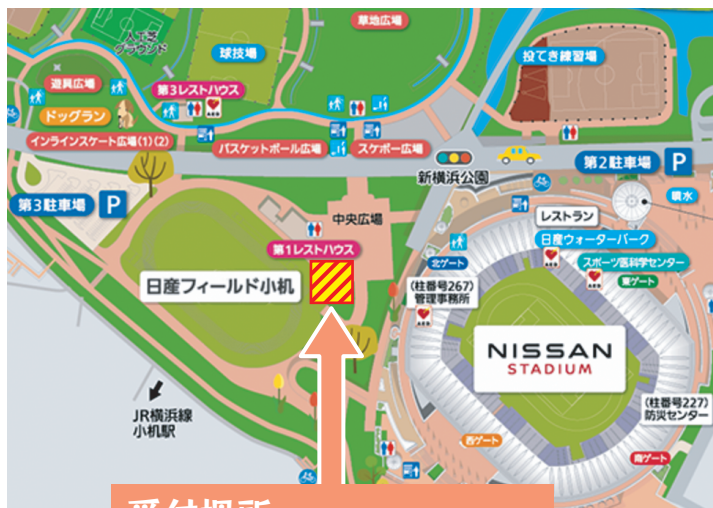 人工芝
グラウンド
球技場
草地広場
投てき練習場
遊具広場
第3レストハウス
ドッグラン
AED
インラインスケート広場(1)(2)
バスケットボール広場
スケボー広場
新横浜公園
第2駐車場 P
第3駐車場 P
中央広場
噴水
レストラン
日産ウォーターパーク
スポーツ医科学センター
第1レストハウス
北ゲート
東ゲート
日産フィールド小机
(柱番号267)
管理事務所
AED
NISSAN
STADIUM
JR横浜線
小机駅
(柱番号227)
防災センター
西ゲート
南ゲート
受付場所